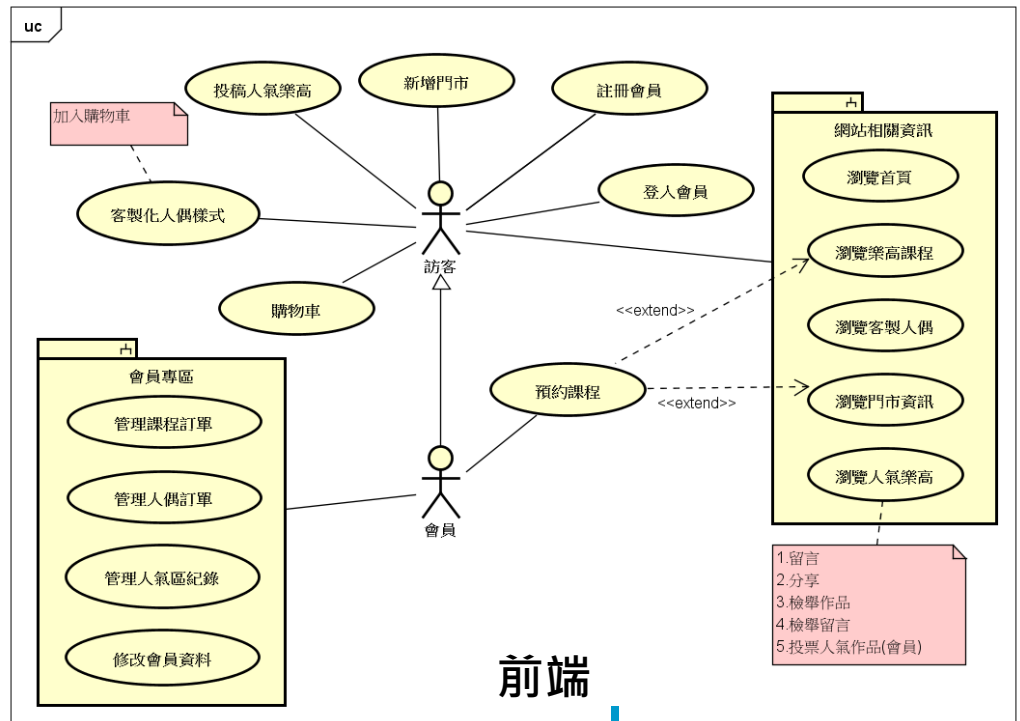 uc
投稿人氣樂高
新增門市
註冊會員
加入購物車
網站相關資訊
瀏覽首頁
登入會員
客製化人偶樣式
瀏覽樂高課程
訪客
購物車
<<extend>>
瀏覽客製人偶
會員專區
預約課程
瀏覽門市資訊
<<extend>>
管理課程訂單
瀏覽人氣樂高
管理人偶訂單
會員
1.留言
2.分享
3.檢舉作品
4.檢舉留言
5.投票人氣作品(會員)
管理人氣區紀錄
修改會員資料
前端